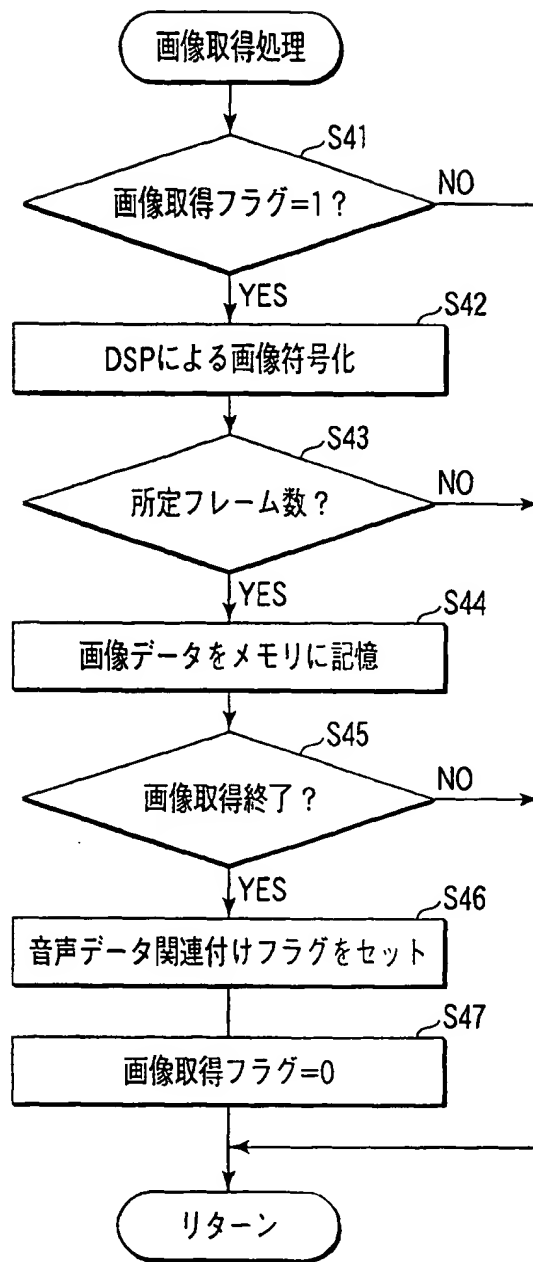 画像取得処理
S41
画像取得フラグ=1?
NO
YES
S42
DSPによる画像符号化
S43
所定フレーム数?
NO
YES
S44
画像データをメモリに記憶
S45
画像取得終了?
NO
YES
S46
音声データ関連付けフラグをセット
S47
画像取得フラグ=0
リターン